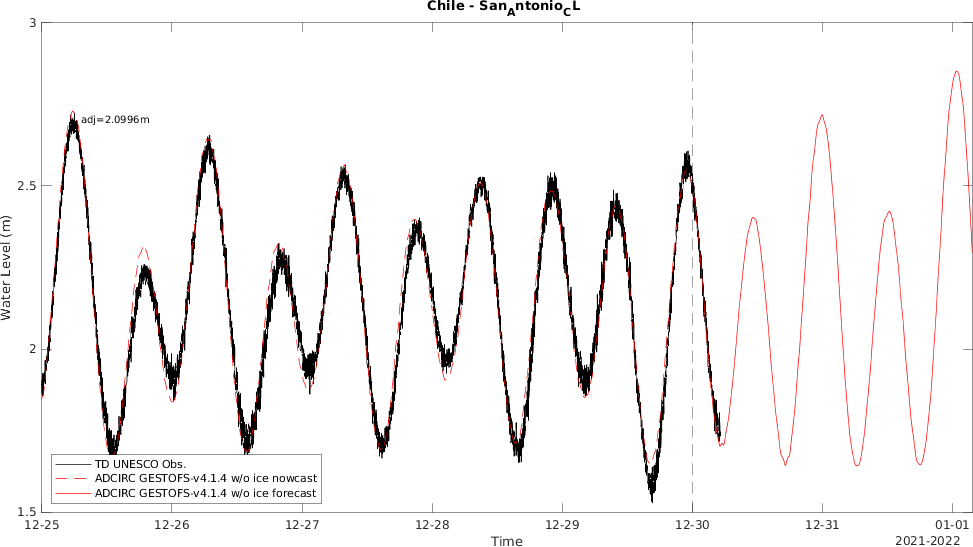 Chile - SanAntonioCL
3
adj=2.0996m
2.5
Water Level (m)
2
TD UNESCO Obs.
ADCIRC GESTOFS-v4.1.4 w/o ice nowcast
ADCIRC GESTOFS-v4.1.4 w/o ice forecast
1.5
12-25 12-26 12-27 12-28 12-29 12-30 12-31 01-01
Time
2021-2022